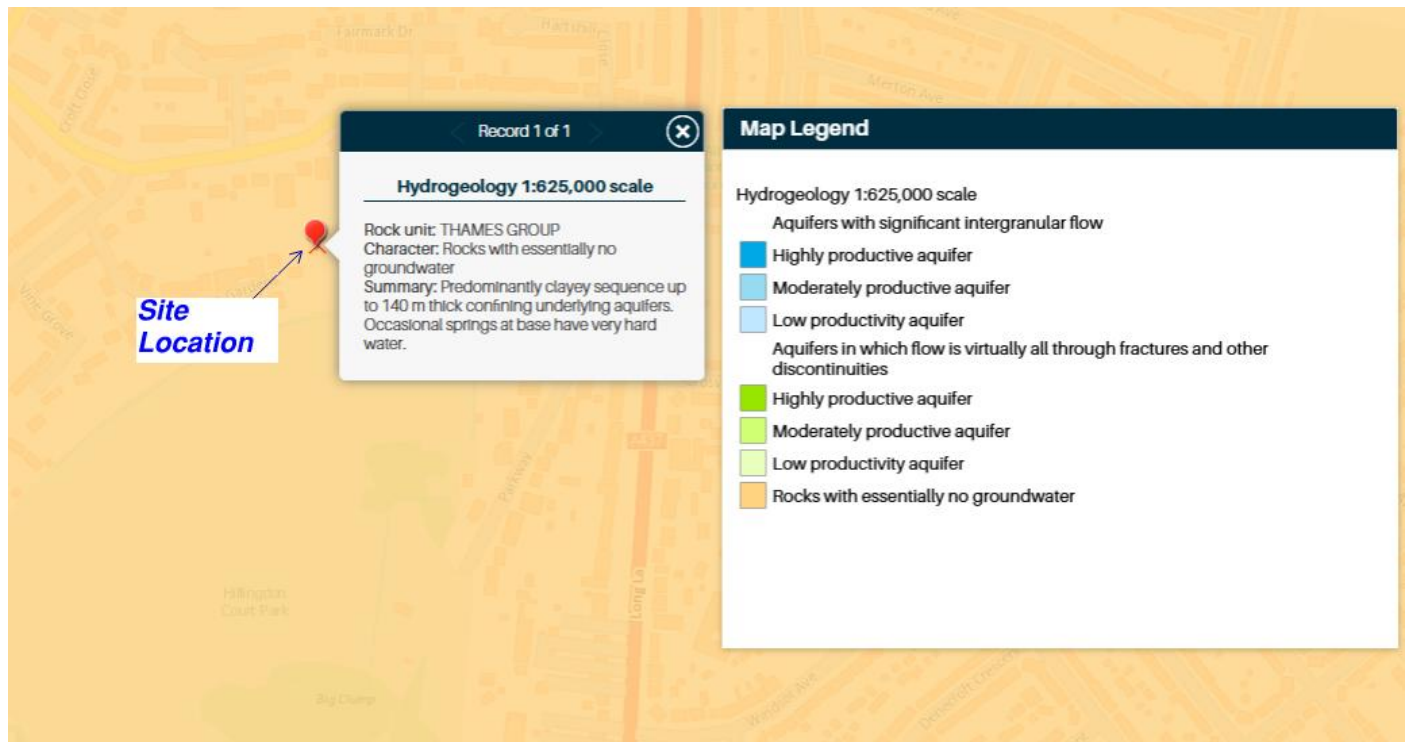 Fairmark Dr
Croft Close
Merton Ave
Record 1 of 1
Hydrogeology 1:625,000 scale
Rock unit: THAMES GROUP
Character: Rocks with essentially no
groundwater
Summary: Predominantly clayey sequence up
to 140 m thick confining underlying aquifers.
Occasional springs at base have very hard
water.
Site
Location
Vine Grove
Map Legend
Hydrogeology 1:625,000 scale
Aquifers with significant intergranular flow
Highly productive aquifer
Moderately productive aquifer
Low productivity aquifer
Aquifers in which flow is virtually all through fractures and other
discontinuities
Highly productive aquifer
Moderately productive aquifer
Low productivity aquifer
Rocks with essentially no groundwater
A437
Parkway
Long La
Hillingdon
Court Park
Big Clump
Windsor Ave
Denecroft Crescent